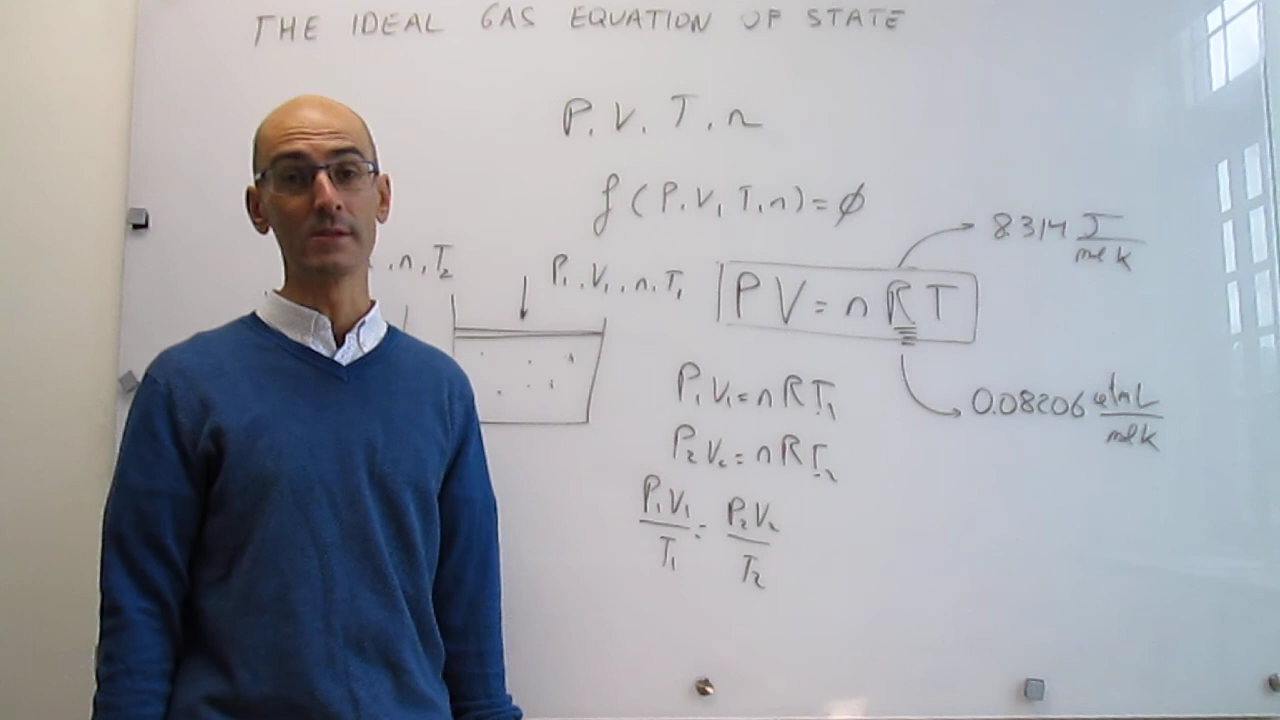 THE IDEAL GAS EQUATION OF STATE
P, V, T, n
f(P, V, T, n) = ϕ
8.314 J/mol K
, n, T₂
P₁, V₁, n, T₁
PV = nRT
0.08206 atm L/mol K
P₁V₁ = nRT₁
P₂V₂ = nRT₂
P₁V₁/T₁ = P₂V₂/T₂